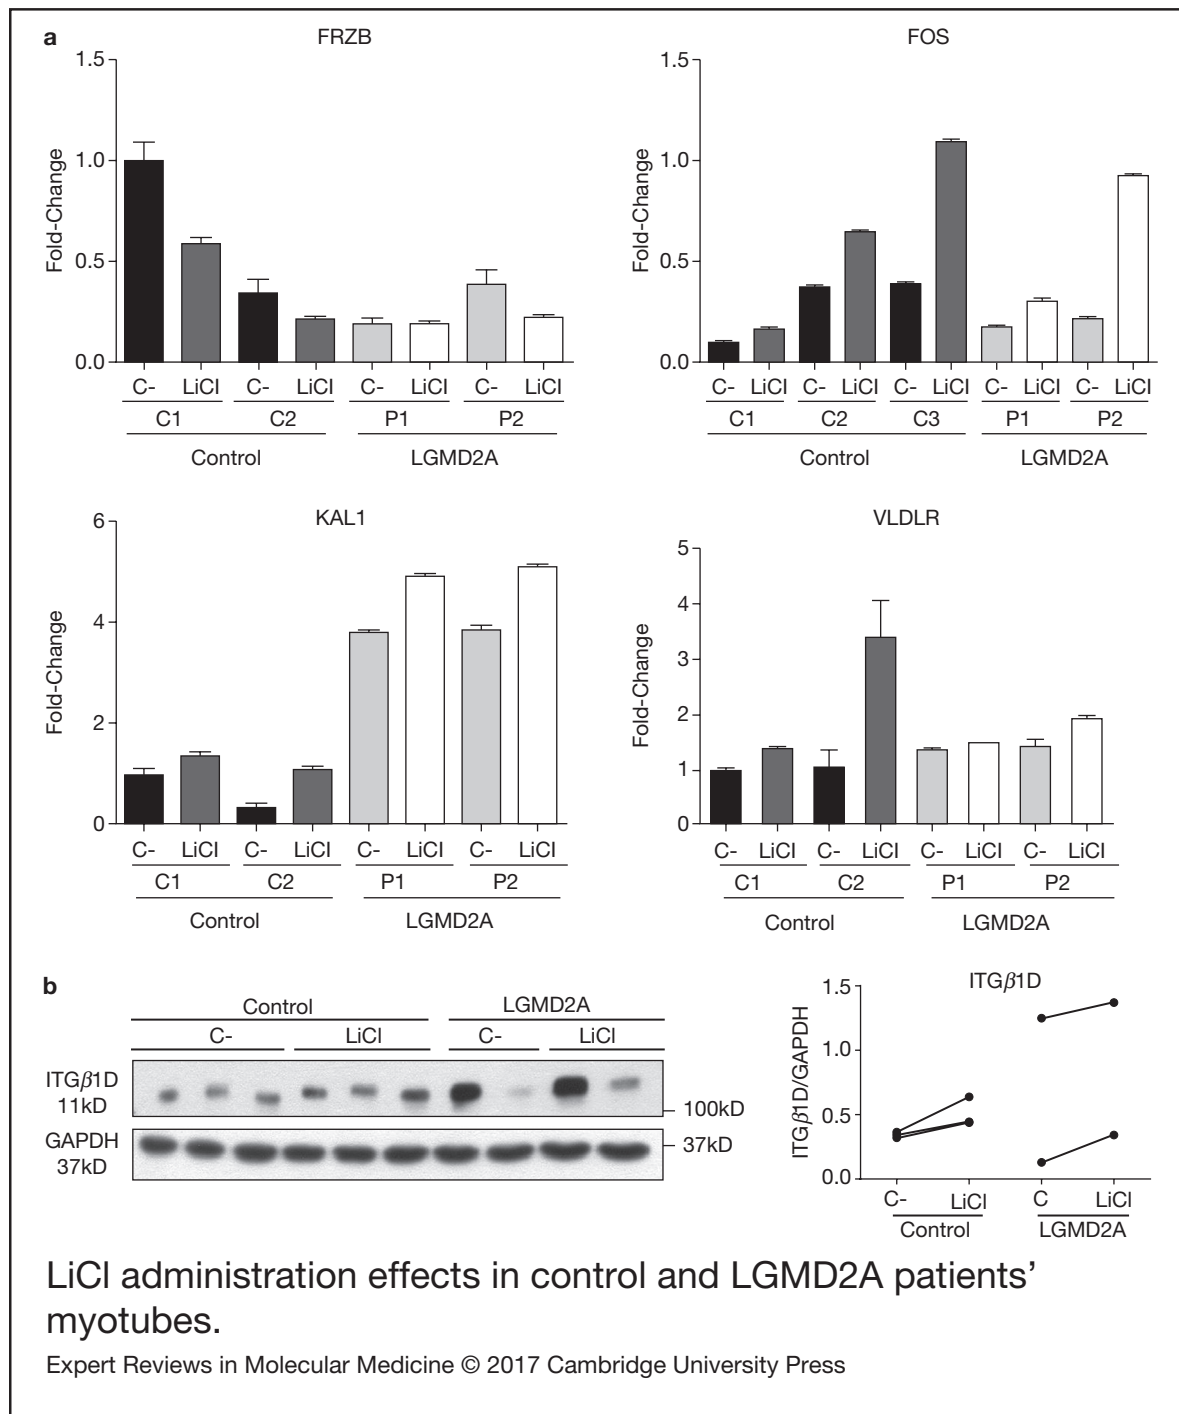 a
FRZB
1.5
1.0
0.5
0.0
Fold-Change
C- LiCl C- LiCl C- LiCl C- LiCl
C1 C2 P1 P2
Control LGMD2A
FOS
1.5
1.0
0.5
0.0
Fold-Change
C- LiCl C- LiCl C- LiCl C- LiCl C- LiCl
C1 C2 C3 P1 P2
Control LGMD2A
KAL1
6
4
2
0
Fold-Change
C- LiCl C- LiCl C- LiCl C- LiCl
C1 C2 P1 P2
Control LGMD2A
VLDLR
5
4
3
2
1
0
Fold-Change
C- LiCl C- LiCl C- LiCl C- LiCl
C1 C2 P1 P2
Control LGMD2A
b
Control LGMD2A
C- LiCl C- LiCl
ITGβ1D
11kD
100kD
GAPDH
37kD
37kD
ITGβ1D
1.5
1.0
0.5
0.0
ITGβ1D/GAPDH
C- LiCl C LiCl
Control LGMD2A
LiCl administration effects in control and LGMD2A patients’
myotubes.
Expert Reviews in Molecular Medicine © 2017 Cambridge University Press